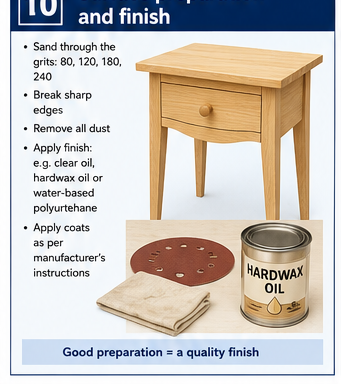 10
and finish
• Sand through the
grits: 80, 120, 180,
240
• Break sharp
edges
• Remove all dust
• Apply finish:
e.g. clear oil,
hardwax oil or
water-based
polyurtehane
• Apply coats
as per
manufacturer's
instructions
HARDWAX
OIL
Good preparation = a quality finish